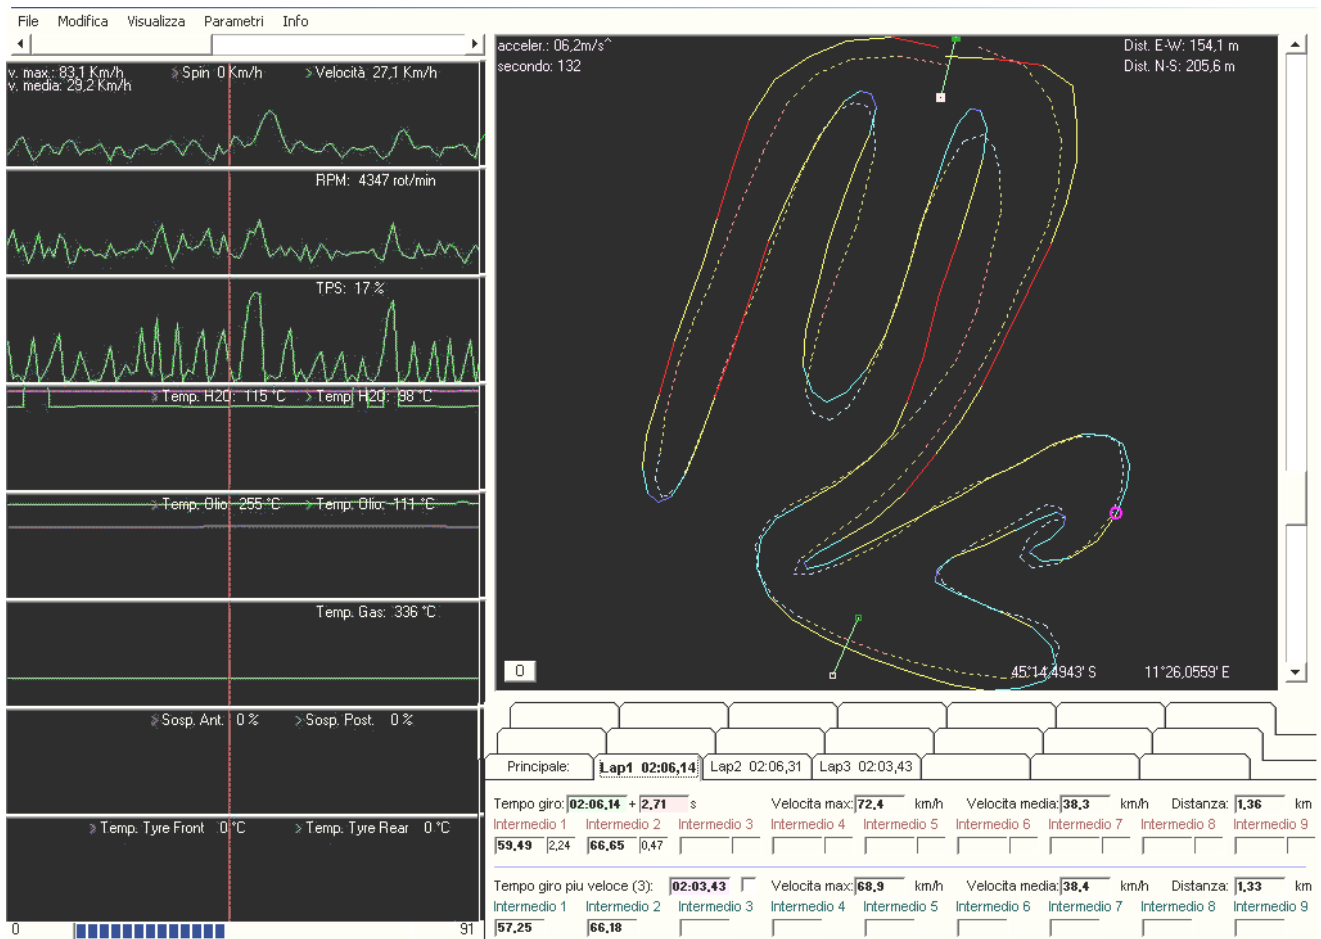 File Modifica Visualizza Parametri Info
v. max.: 83,1 Km/h Spin 0 Km/h Velocità 27,1 Km/h
v. media: 29,2 Km/h
RPM: 4347 rot/min
TPS: 17 %
Temp. H2O: 115 °C Temp. H2O: 98 °C
Temp. Olio: 255 °C Temp. Olio: 111 °C
Temp. Gas: 336 °C
Sosp. Ant. 0 % Sosp. Post. 0 %
Temp. Tyre Front 0 °C Temp. Tyre Rear 0 °C
0 91
acceler.: 06,2m/s^ Dist. E-W: 154,1 m
secondo: 132 Dist. N-S: 205,6 m
0 45°14,4943' S 11°26,0559' E
Principale: Lap1 02:06,14 Lap2 02:06,31 Lap3 02:03,43
Tempo giro: 02:06,14 + 2,71 s Velocita max: 72,4 km/h Velocita media: 38,3 km/h Distanza: 1,36 km
Intermedio 1 Intermedio 2 Intermedio 3 Intermedio 4 Intermedio 5 Intermedio 6 Intermedio 7 Intermedio 8 Intermedio 9
59,49 2,24 66,65 0,47
Tempo giro piu veloce (3): 02:03,43 Velocita max: 68,9 km/h Velocita media: 38,4 km/h Distanza: 1,33 km
Intermedio 1 Intermedio 2 Intermedio 3 Intermedio 4 Intermedio 5 Intermedio 6 Intermedio 7 Intermedio 8 Intermedio 9
57,25 66,18